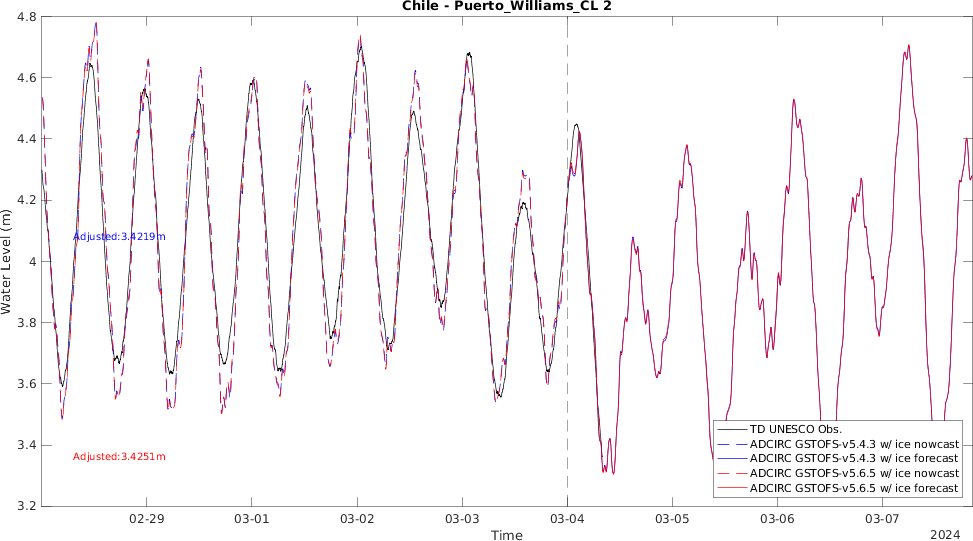 Chile - Puerto_Williams_CL 2
4.8
4.6
4.4
4.2
4
3.8
3.6
3.4
3.2
Water Level (m)
Adjusted:3.4219m
Adjusted:3.4251m
TD UNESCO Obs.
ADCIRC GSTOFS-v5.4.3 w/ ice nowcast
ADCIRC GSTOFS-v5.4.3 w/ ice forecast
ADCIRC GSTOFS-v5.6.5 w/ ice nowcast
ADCIRC GSTOFS-v5.6.5 w/ ice forecast
02-29 03-01 03-02 03-03 03-04 03-05 03-06 03-07
Time
2024